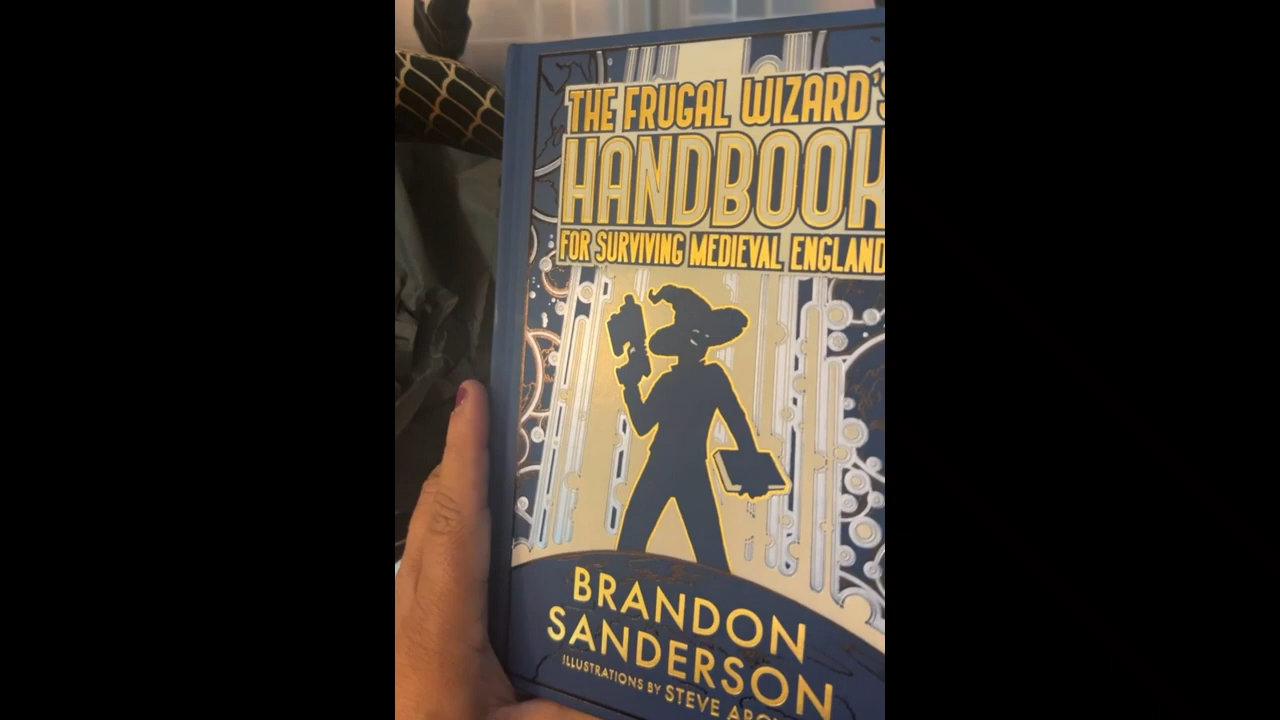 THE FRUGAL WIZARD'S
HANDBOOK
FOR SURVIVING MEDIEVAL ENGLAND
BRANDON
SANDERSON
ILLUSTRATIONS BY STEVE